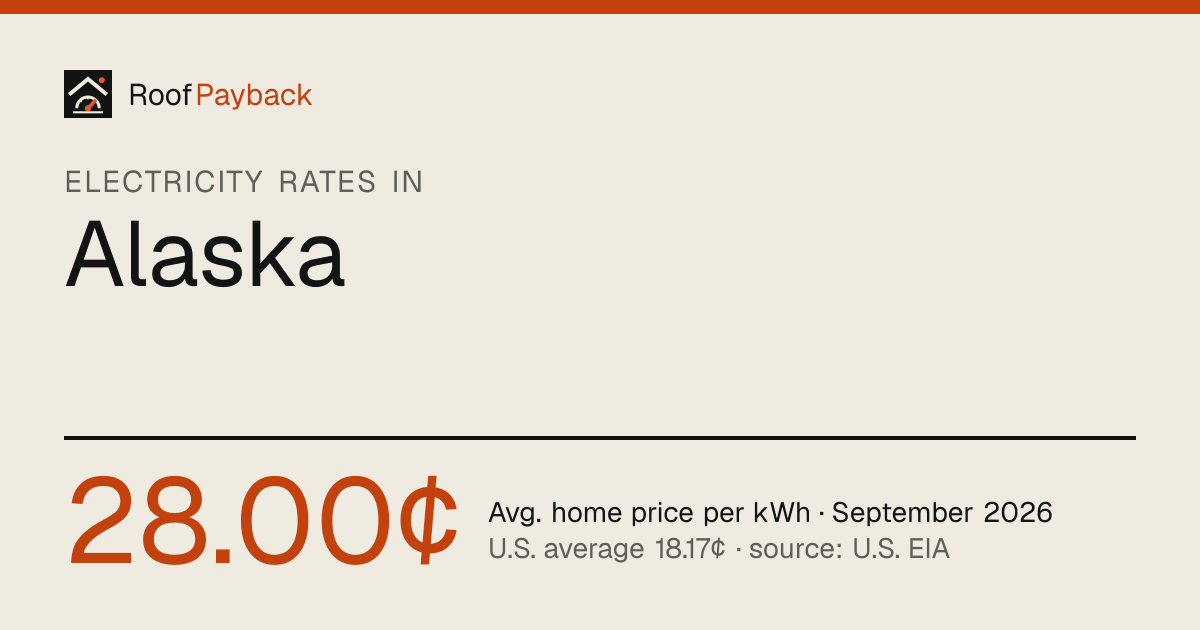 RoofPayback
ELECTRICITY RATES IN
Alaska
28.00¢
Avg. home price per kWh · September 2026
U.S. average 18.17¢ · source: U.S. EIA